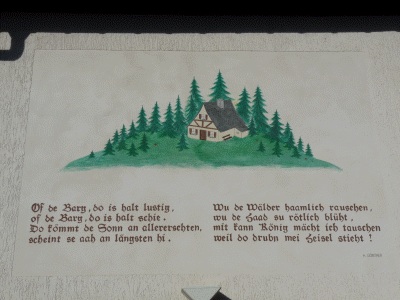 Of de Barg, do is halt lustig,
of de Barg, do is halt schie.
Do kömmt de Sonn an allererschten,
scheint se aah an längsten hi.
Wu de Wälder haamlich rauschen,
wu de Haad su rötlich blüht,
mit kann König mächt ich tauschen
weil do drubn mei Heisel stieht!